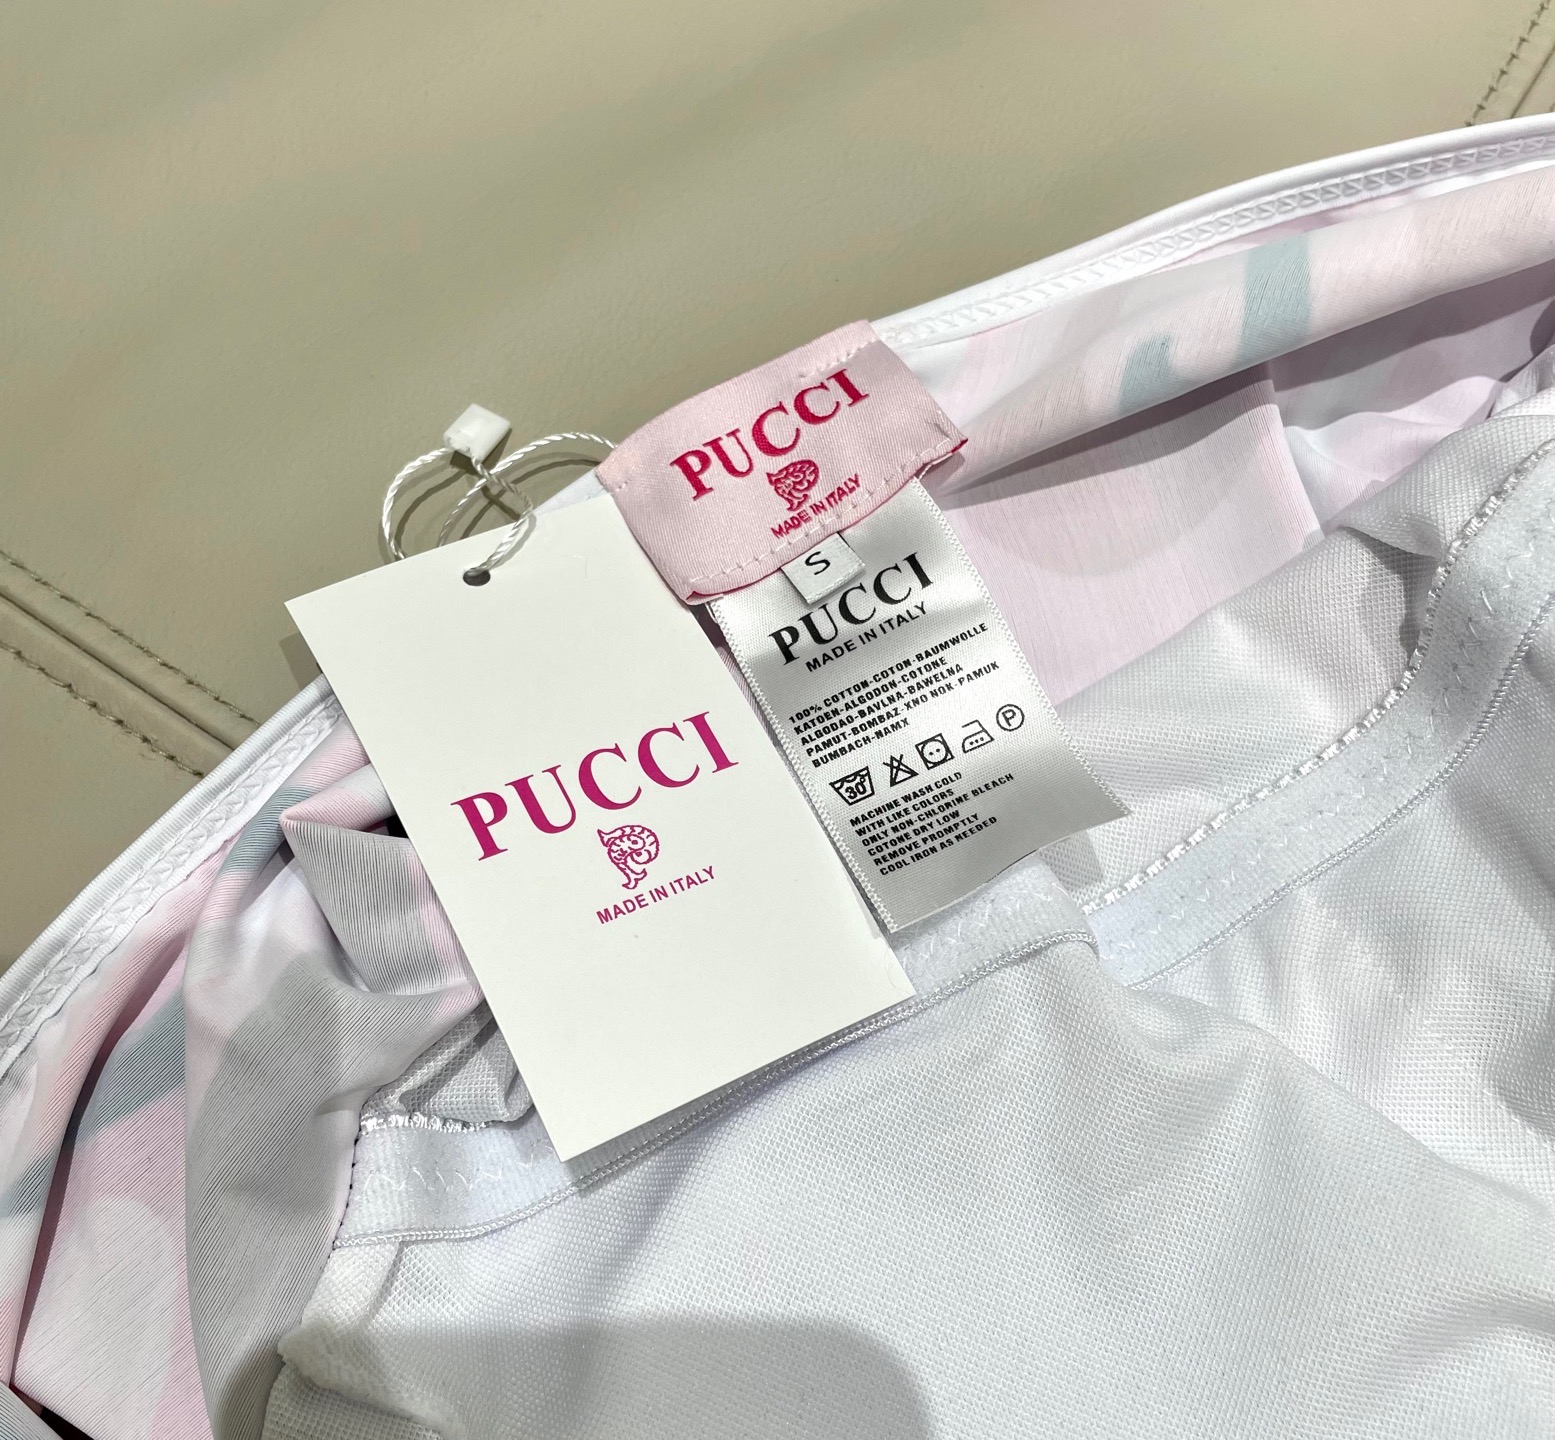 PUCCI
MADE IN ITALY
S
PUCCI
MADE IN ITALY
100% COTTON-COTON-BAUMWOLLE
KATOEN-ALGODON-COTONE
ALGODAO-BAVLNA-BAWELNA
PAMUT-BOMBAZ-XNO NOK-PAMUK
BUMBACH-NAMX
30°
P
MACHINE WASH COLD
WITH LIKE COLORS
ONLY NON-CHLORINE BLEACH
COTONE DRY LOW
REMOVE PROMPTLY
COOL IRON AS NEEDED
PUCCI
MADE IN ITALY